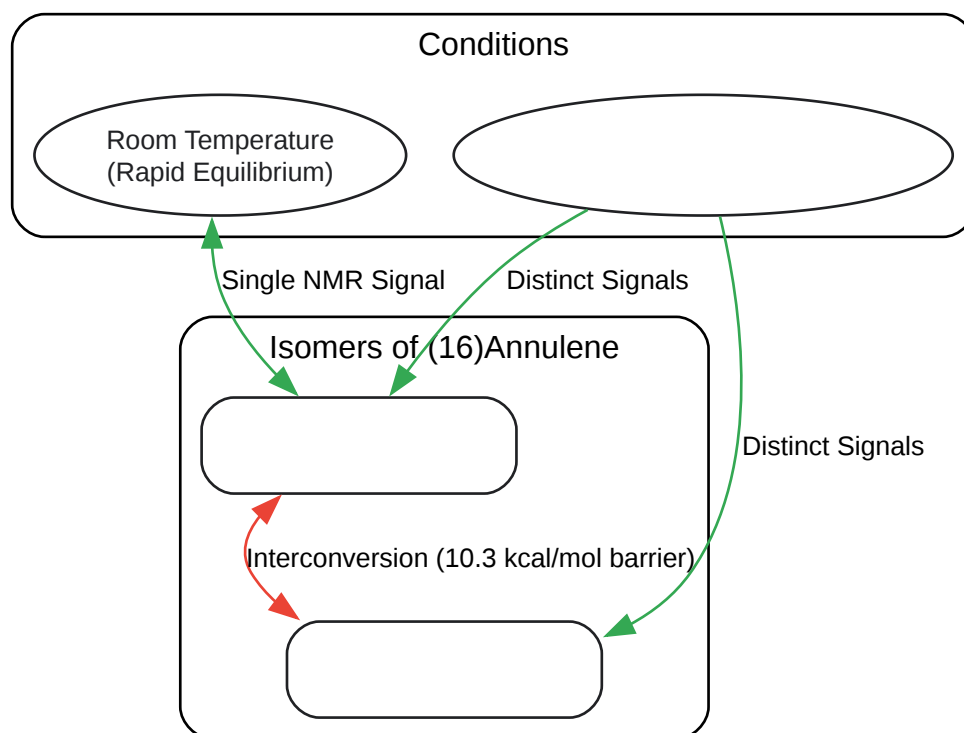 Conditions
Room Temperature
(Rapid Equilibrium)
Single NMR Signal
Distinct Signals
Isomers of (16)Annulene
Distinct Signals
Interconversion (10.3 kcal/mol barrier)